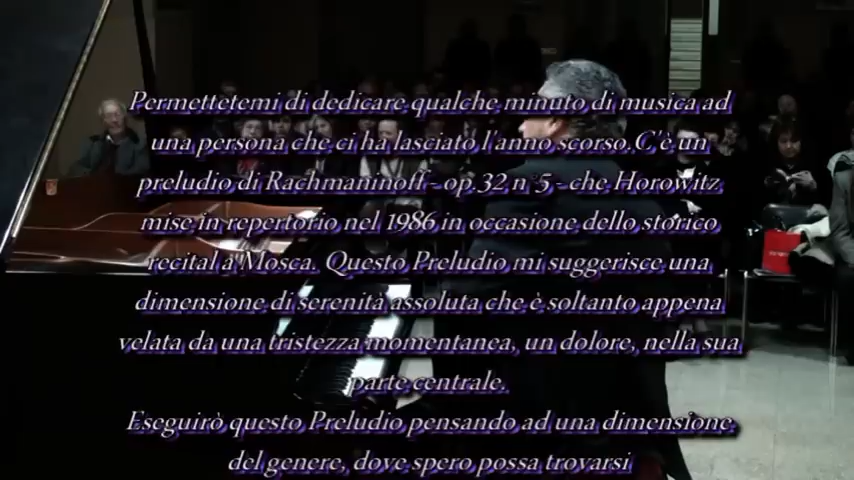 Permettetemi di dedicare qualche minuto di musica ad
una persona che ci ha lasciato l'anno scorso. C'è un
preludio di Rachmaninoff - op. 32 n°5 - che Horowitz
mise in repertorio nel 1986 in occasione dello storico
recital a Mosca. Questo Preludio mi suggerisce una
dimensione di serenità assoluta che è soltanto appena
velata da una tristezza momentanea, un dolore, nella sua
parte centrale.
Eseguirò questo Preludio pensando ad una dimensione
del genere, dove spero possa trovarsi